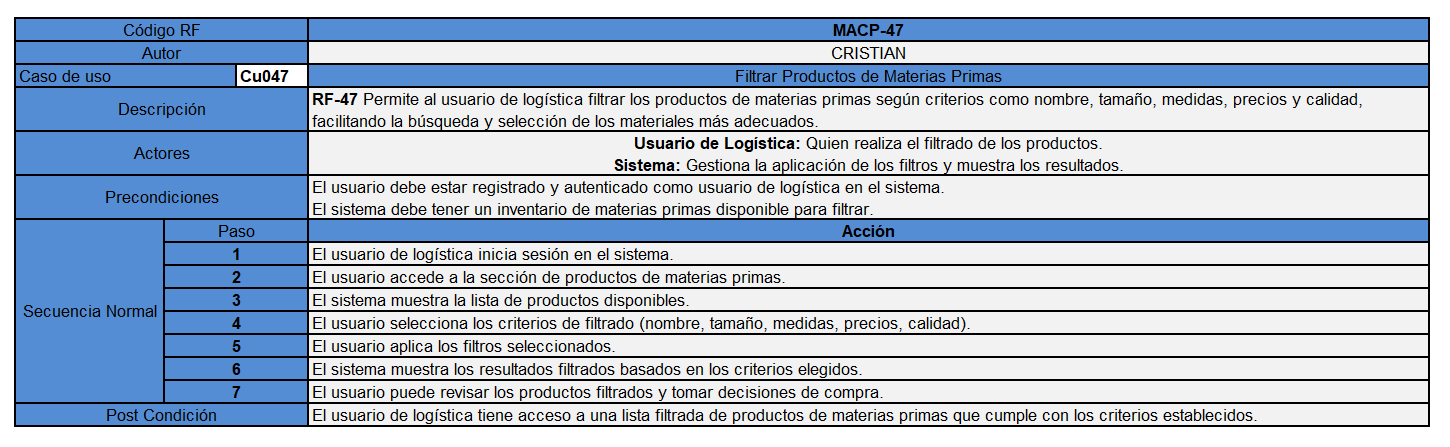 Código RF MACP-47
Autor CRISTIAN
Caso de uso Cu047 Filtrar Productos de Materias Primas
Descripción
RF-47 Permite al usuario de logística filtrar los productos de materias primas según criterios como nombre, tamaño, medidas, precios y calidad,
facilitando la búsqueda y selección de los materiales más adecuados.
Actores
Usuario de Logística: Quien realiza el filtrado de los productos.
Sistema: Gestiona la aplicación de los filtros y muestra los resultados.
Precondiciones
El usuario debe estar registrado y autenticado como usuario de logística en el sistema.
El sistema debe tener un inventario de materias primas disponible para filtrar.
Secuencia Normal
Paso Acción
1 El usuario de logística inicia sesión en el sistema.
2 El usuario accede a la sección de productos de materias primas.
3 El sistema muestra la lista de productos disponibles.
4 El usuario selecciona los criterios de filtrado (nombre, tamaño, medidas, precios, calidad).
5 El usuario aplica los filtros seleccionados.
6 El sistema muestra los resultados filtrados basados en los criterios elegidos.
7 El usuario puede revisar los productos filtrados y tomar decisiones de compra.
Post Condición El usuario de logística tiene acceso a una lista filtrada de productos de materias primas que cumple con los criterios establecidos.